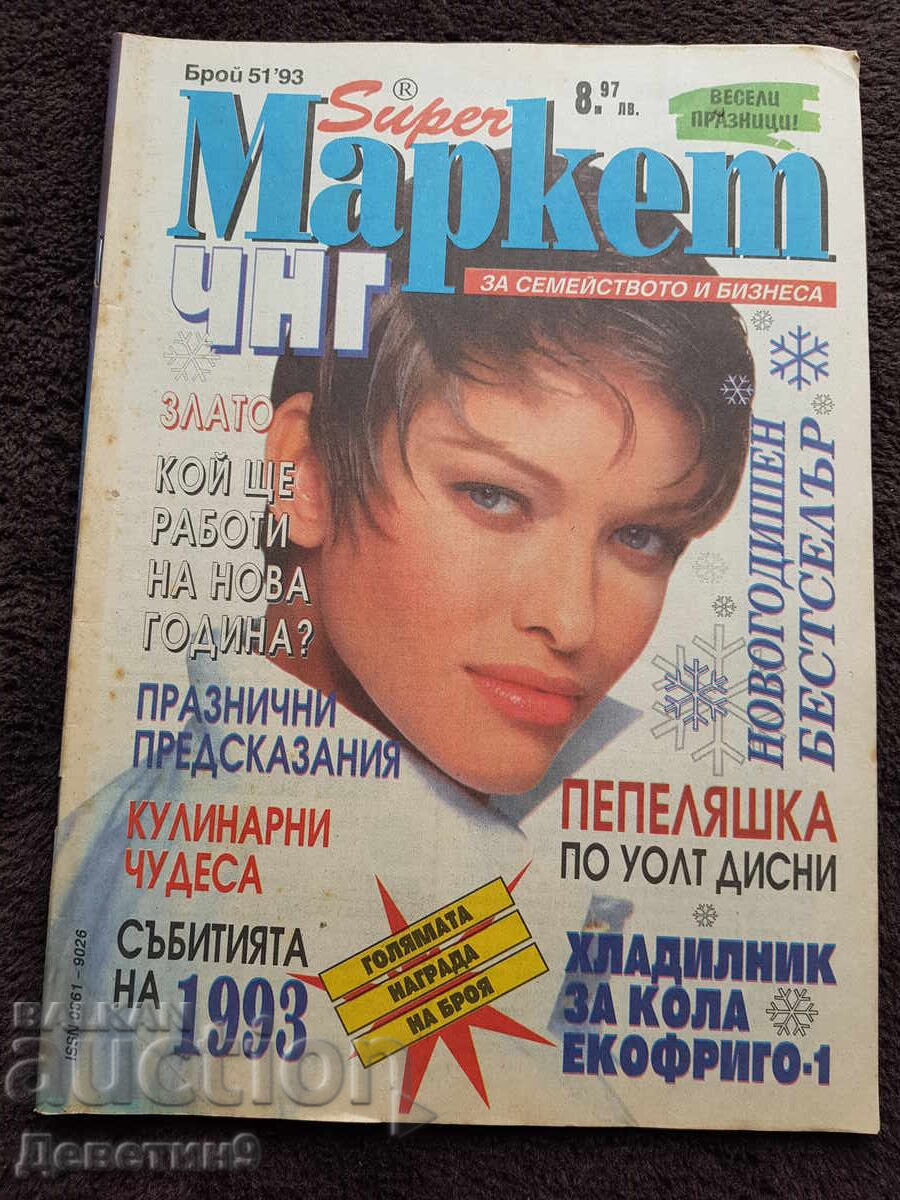 Брой 51 '93
Super®
8.97 лв.
ВЕСЕЛИ
ПРАЗНИЦИ!
Маркет
ЧНГ
ЗА СЕМЕЙСТВОТО И БИЗНЕСА
ЗЛАТО
КОЙ ЩЕ
РАБОТИ
НА НОВА
ГОДИНА?
НОВОГОДИШЕН
БЕСТСЕЛЪР
ПРАЗНИЧНИ
ПРЕДСКАЗАНИЯ
КУЛИНАРНИ
ЧУДЕСА
ПЕПЕЛЯШКА
ПО УОЛТ ДИСНИ
СЪБИТИЯТА
НА 1993
ГОЛЯМАТА
НАГРАДА
НА БРОЯ
ХЛАДИЛНИК
ЗА КОЛА
ЕКОФРИГО-1
ISSN 0861 - 9026
БАЛКАН
auction
Деветин9